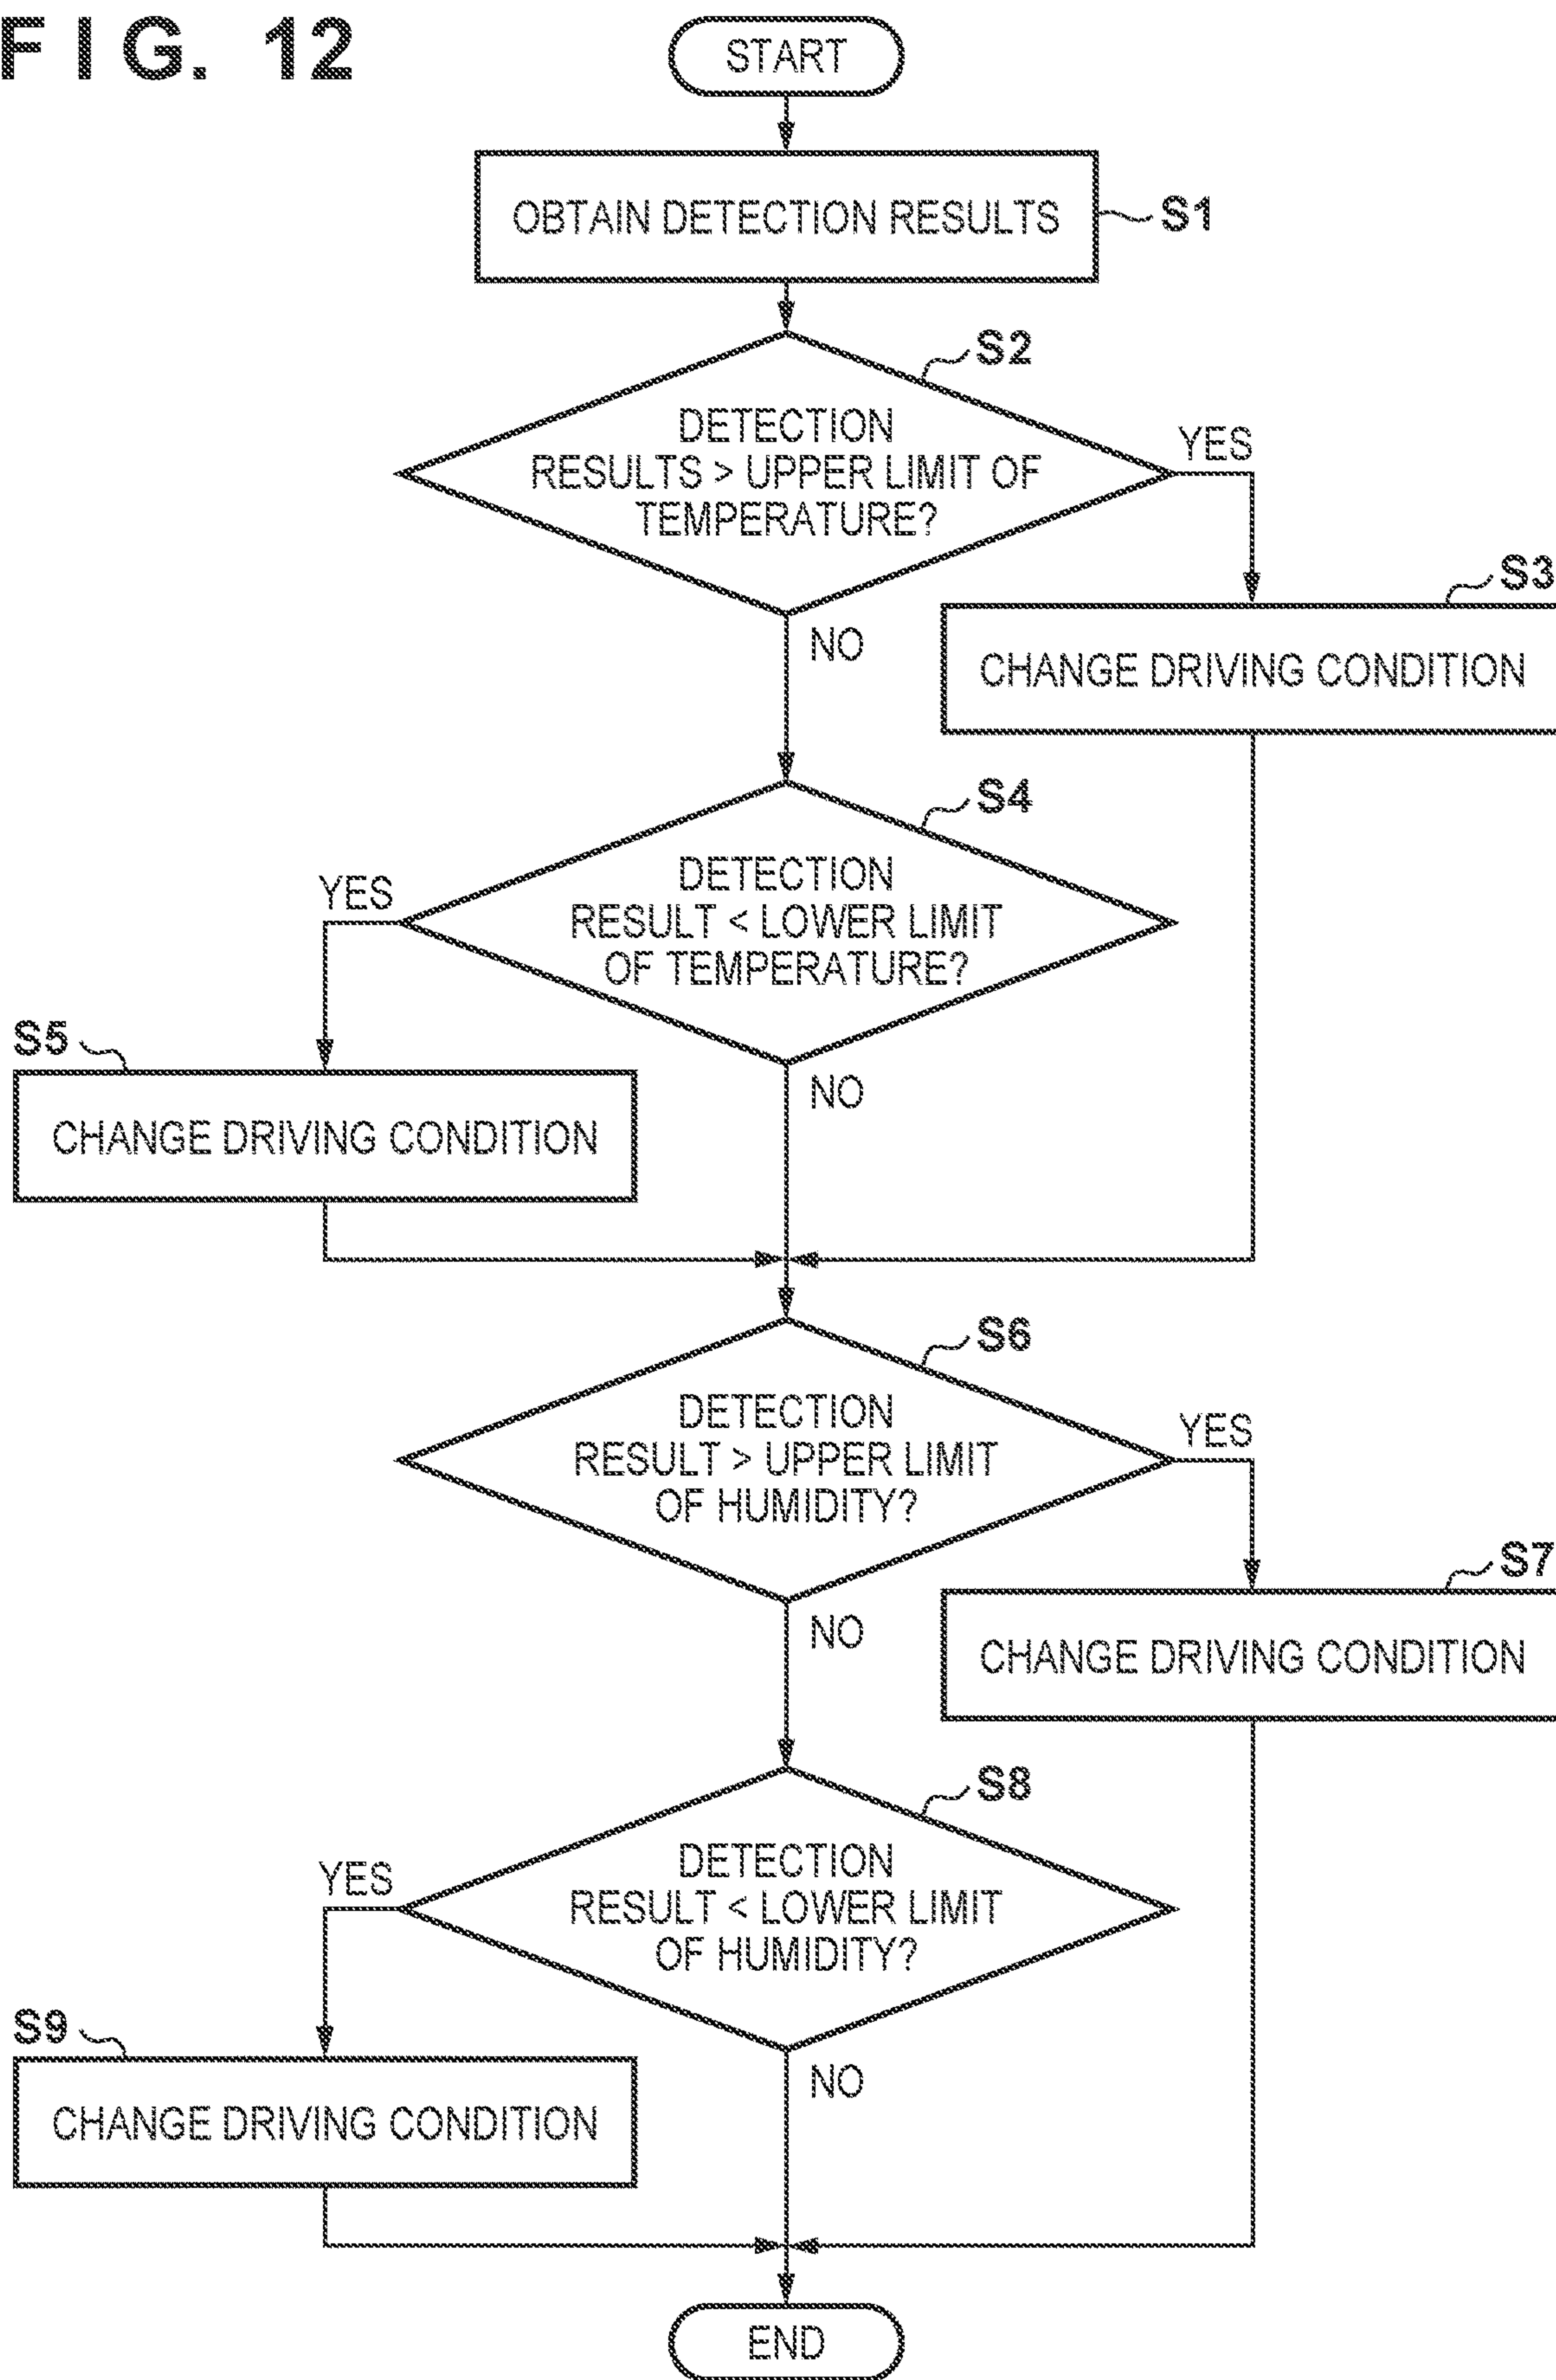 FIG. 12
START
OBTAIN DETECTION RESULTS
S1
S2
DETECTION
RESULTS > UPPER LIMIT OF
TEMPERATURE?
YES
NO
S3
CHANGE DRIVING CONDITION
S4
DETECTION
RESULT < LOWER LIMIT
OF TEMPERATURE?
YES
NO
S5
CHANGE DRIVING CONDITION
S6
DETECTION
RESULT > UPPER LIMIT
OF HUMIDITY?
YES
NO
S7
CHANGE DRIVING CONDITION
S8
DETECTION
RESULT < LOWER LIMIT
OF HUMIDITY?
YES
NO
S9
CHANGE DRIVING CONDITION
END